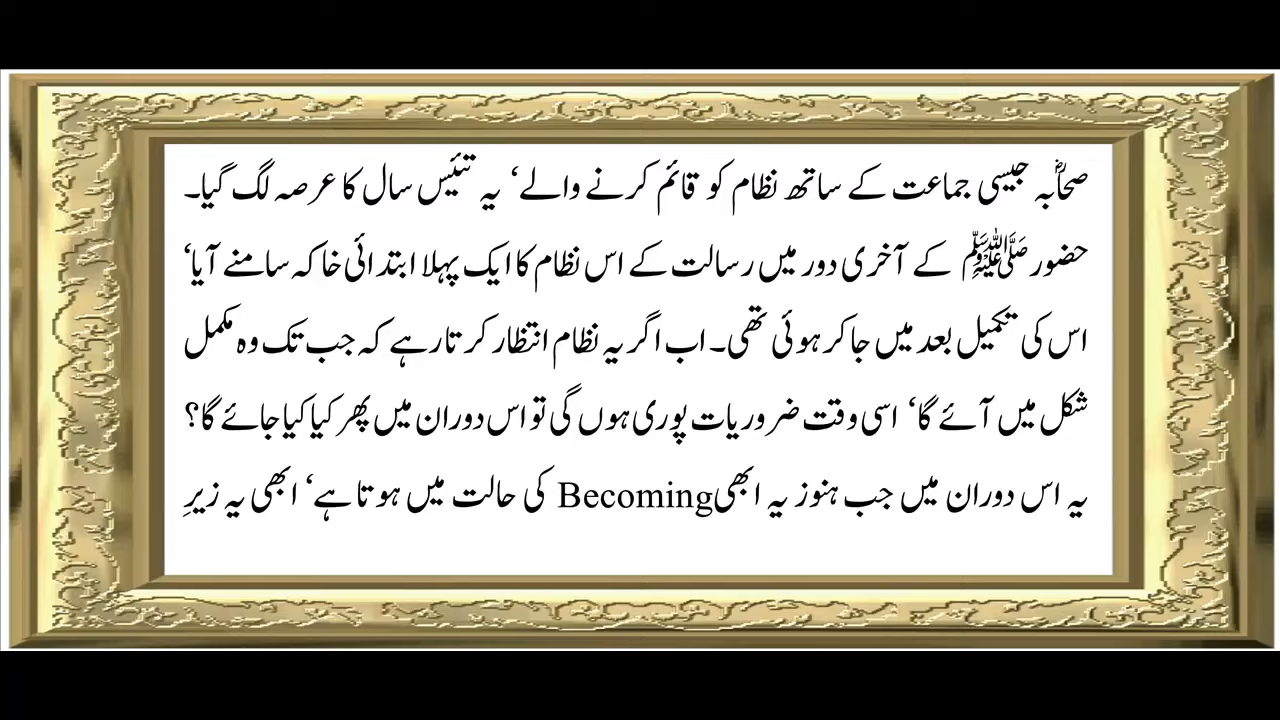 صحابہؓ جیسی جماعت کے ساتھ نظام کو قائم کرنے والے‘ یہ تئیس سال کا عرصہ لگ گیا۔
حضور ﷺ کے آخری دور میں رسالت کے اس نظام کا ایک پہلا ابتدائی خاکہ سامنے آیا‘
اس کی تکمیل بعد میں جا کر ہوئی تھی۔ اب اگر یہ نظام انتظار کرتا رہے کہ جب تک وہ مکمل
شکل میں آئے گا‘ اسی وقت ضروریات پوری ہوں گی تو اس دوران میں پھر کیا کیا جائے گا؟
یہ اس دوران میں جب ہنوز یہ ابھی Becoming کی حالت میں ہوتا ہے‘ ابھی یہ زیرِ